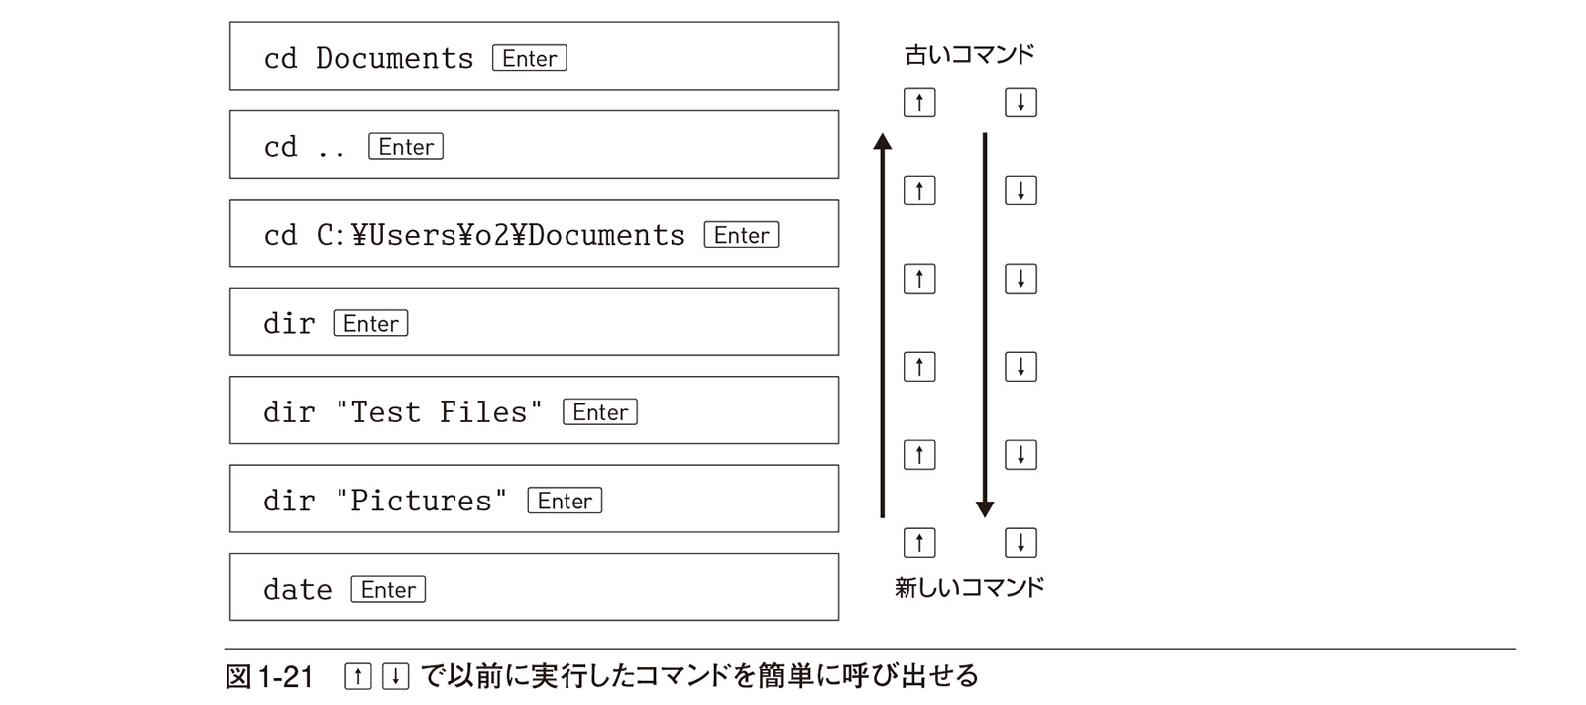 cd Documents Enter
cd .. Enter
cd C:¥Users¥o2¥Documents Enter
dir Enter
dir "Test Files" Enter
dir "Pictures" Enter
date Enter
古いコマンド
↑ ↓
↑ ↓
↑ ↓
↑ ↓
↑ ↓
↑ ↓
新しいコマンド
図1-21 ↑ ↓ で以前に実行したコマンドを簡単に呼び出せる